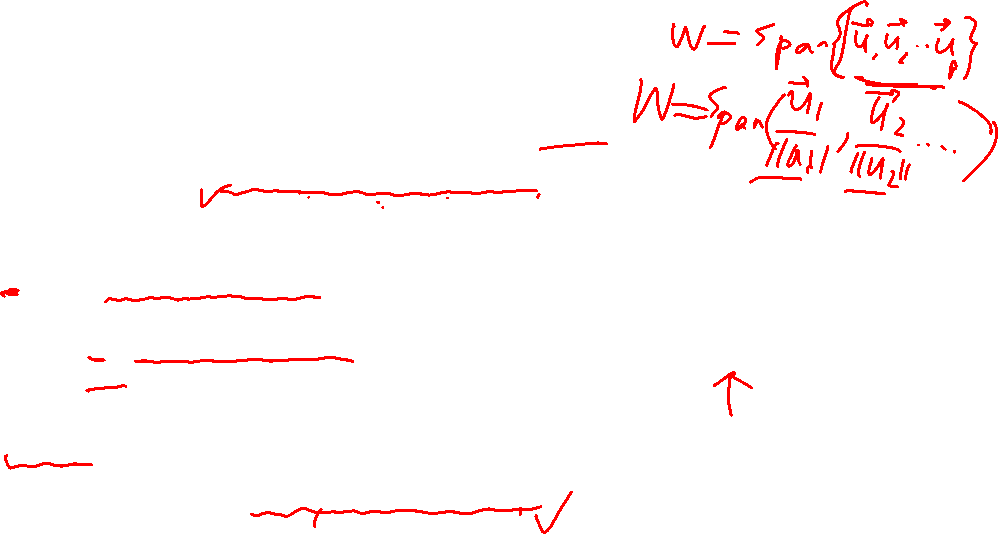 W = span{u⃗₁ u⃗₂ ... u⃗ₚ}
W = span(u⃗₁/||u₁||, u⃗₂/||u₂|| ....)